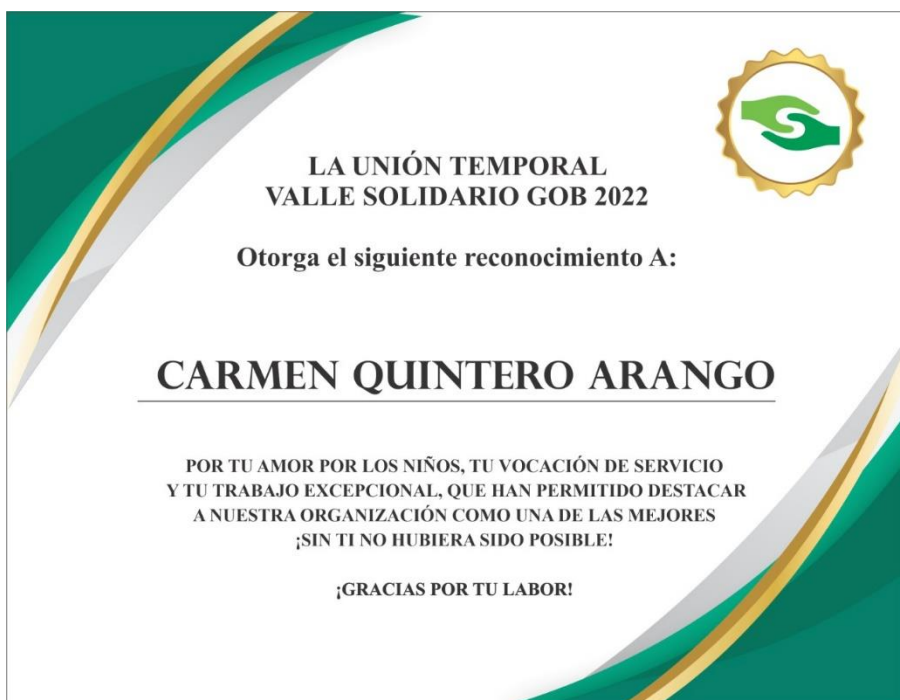 LA UNIÓN TEMPORAL
VALLE SOLIDARIO GOB 2022
Otorga el siguiente reconocimiento A:
CARMEN QUINTERO ARANGO
POR TU AMOR POR LOS NIÑOS, TU VOCACIÓN DE SERVICIO
Y TU TRABAJO EXCEPCIONAL, QUE HAN PERMITIDO DESTACAR
A NUESTRA ORGANIZACIÓN COMO UNA DE LAS MEJORES
¡SIN TI NO HUBIERA SIDO POSIBLE!
¡GRACIAS POR TU LABOR!